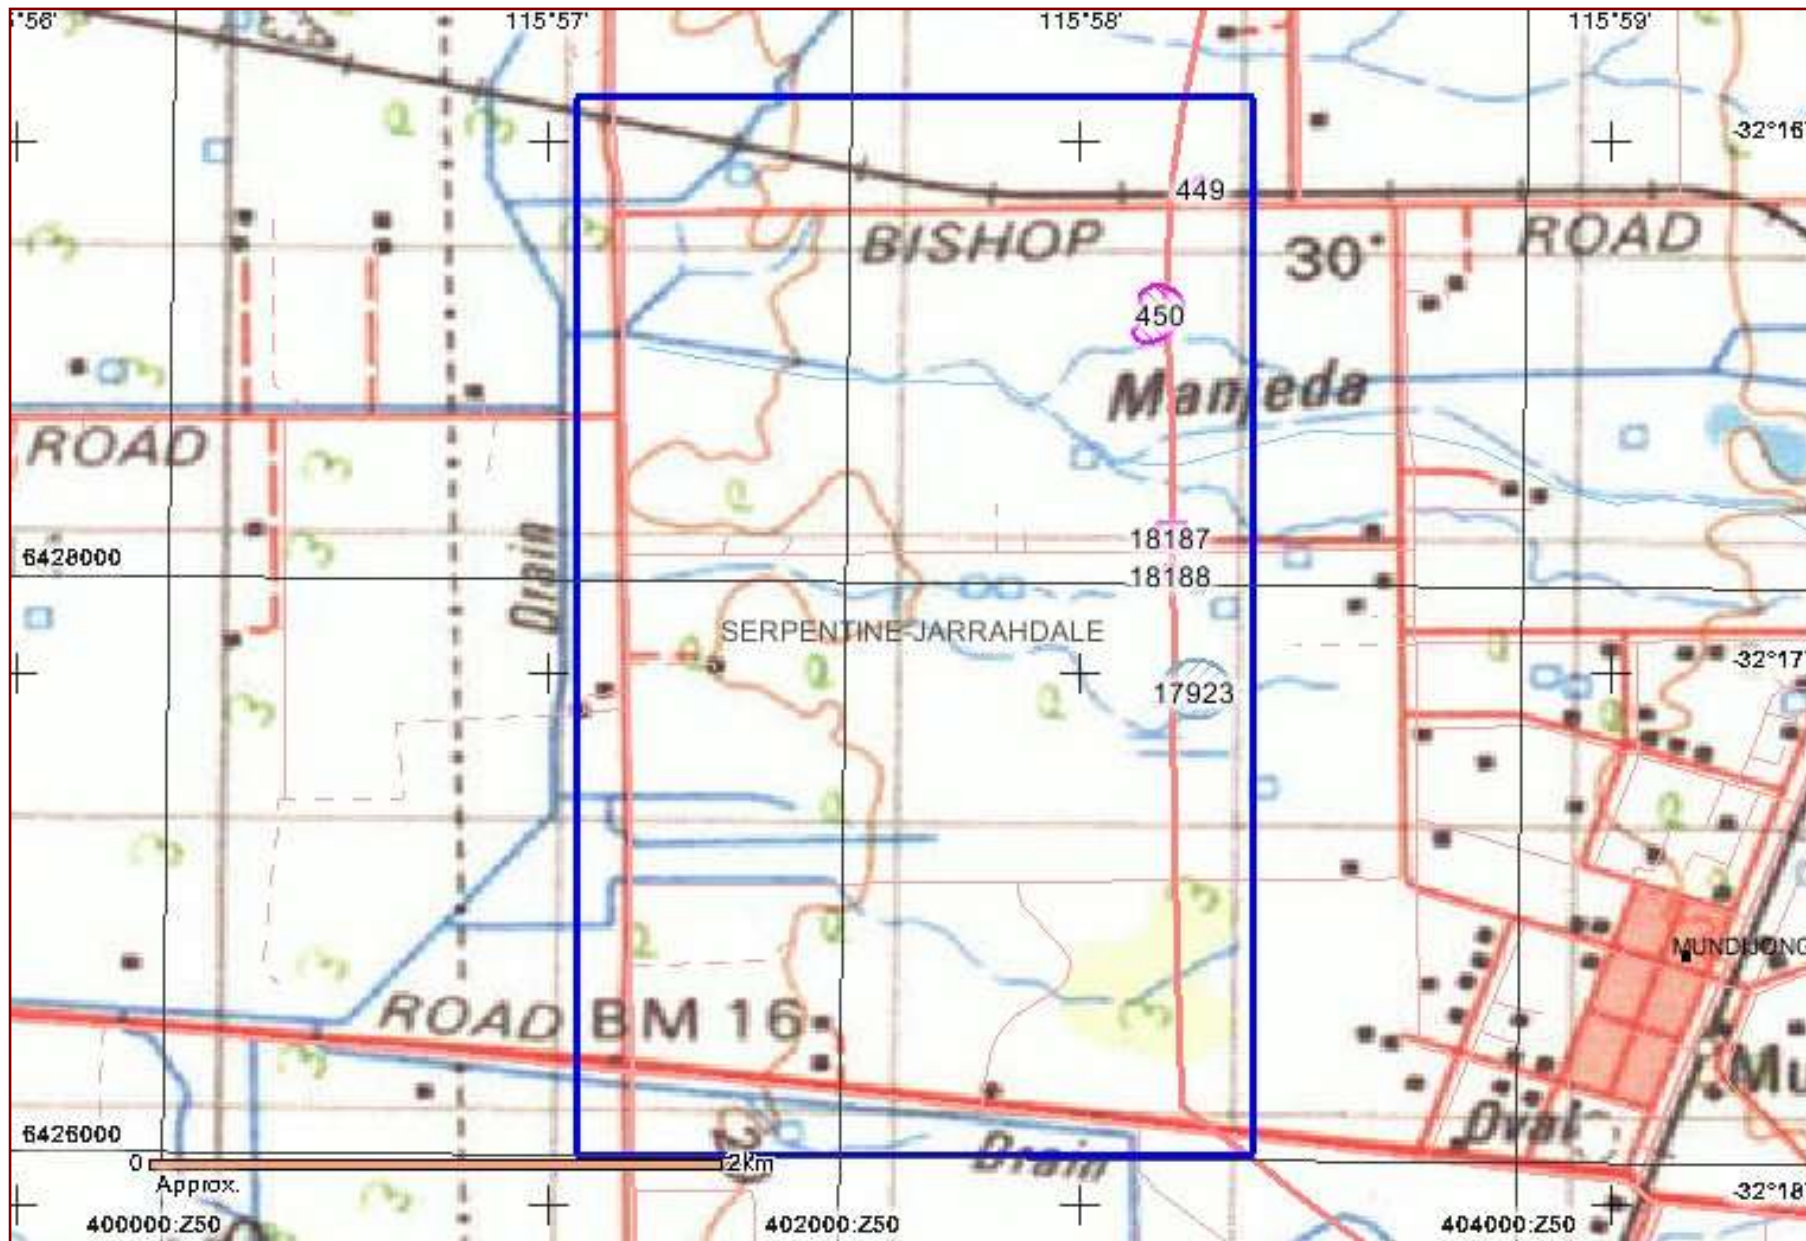 °56'
115°57'
115°58'
115°59'
-32°16'
449
BISHOP
30
ROAD
450
Manjeda
ROAD
Drain
18187
6428000
18188
SERPENTINE-JARRAHDALE
-32°17'
17923
MUNDIJONG
ROAD
BM 16
Mu
Oval
6426000
Drain
0
2km
Approx.
-32°18'
400000:Z50
402000:Z50
404000:Z50